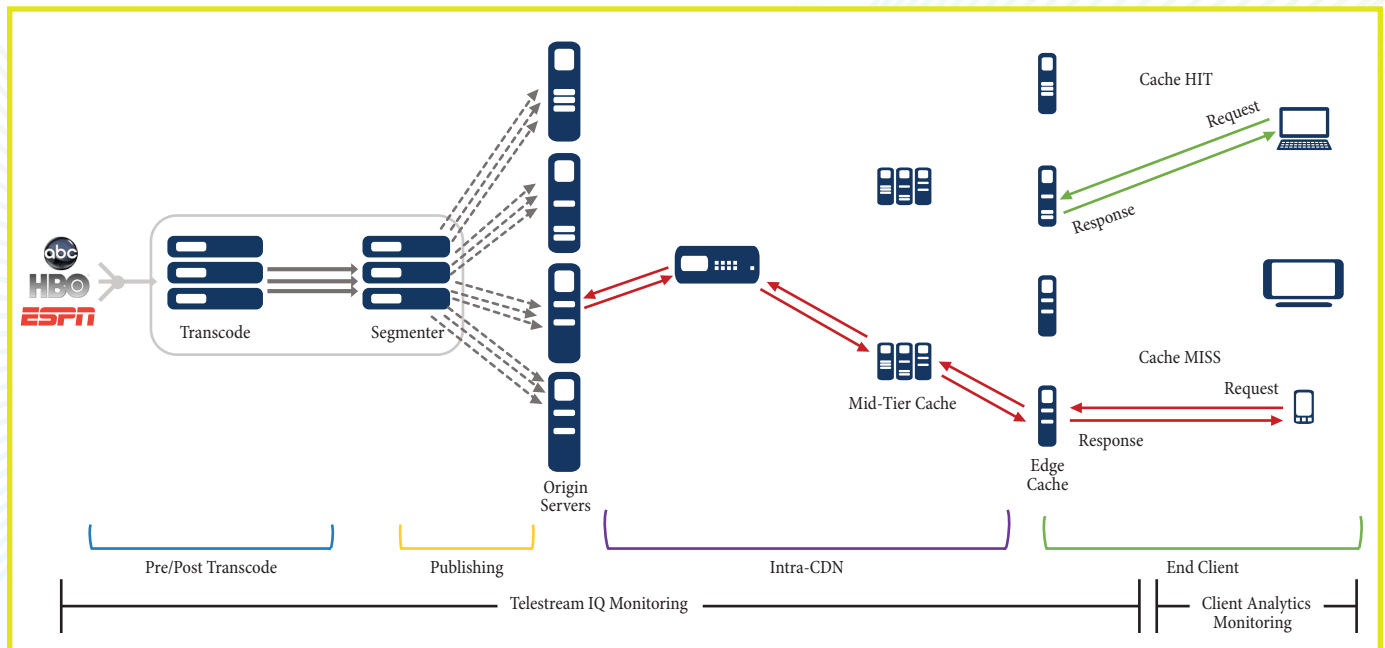 abc
HBO
ESPN
Transcode
Segmenter
Origin
Servers
Mid-Tier Cache
Edge
Cache
Cache HIT
Request
Response
Cache MISS
Request
Response
Pre/Post Transcode
Publishing
Intra-CDN
End Client
Telestream IQ Monitoring
Client Analytics
Monitoring